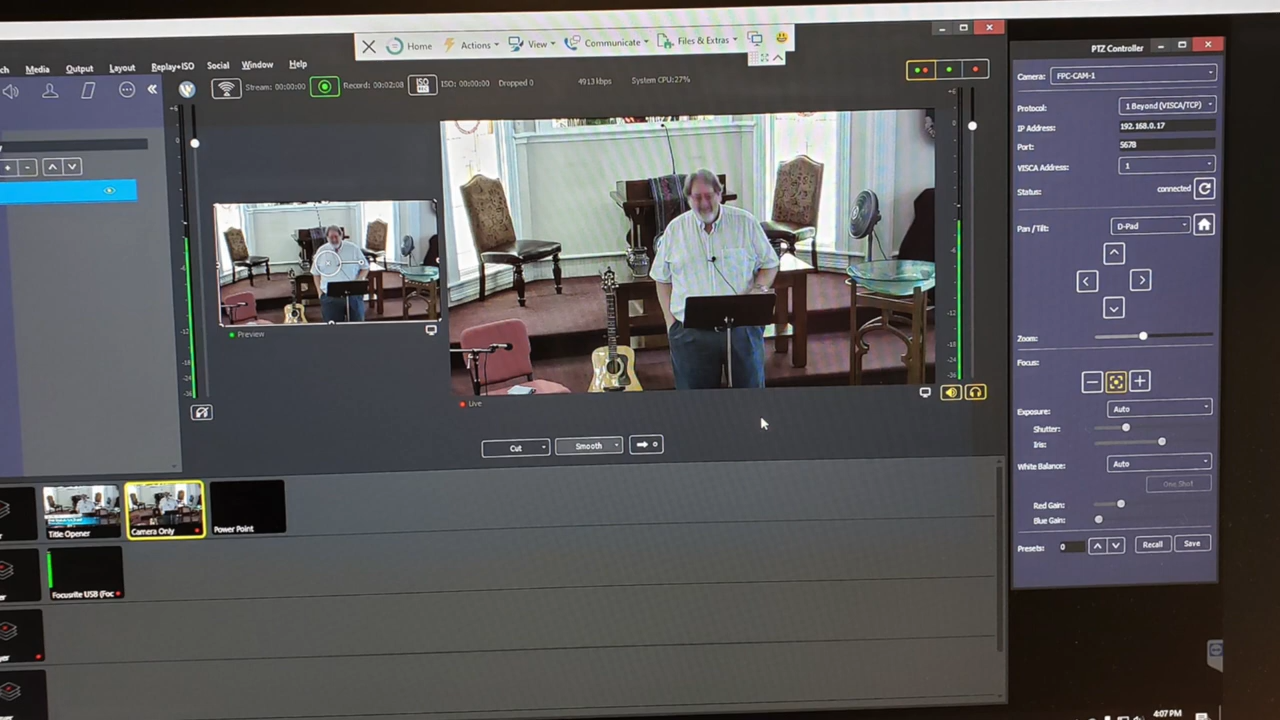 Home Actions View Communicate Files & Extras
Media Output Layout Replay+ISO Social Window Help
Stream: 00:00:00 Record: 00:02:08 ISO ISO: 00:00:00 Dropped 0 4913 kbps System CPU:27%
Preview
Live
Cut Smooth
Title Opener Camera Only Power Point
Focusrite USB (Foc
PTZ Controller
Camera: FPC-CAM-1
Protocol: 1 Beyond (VISCA/TCP)
IP Address: 192.168.0.17
Port: 5678
VISCA Address: 1
Status: connected
Pan /Tilt: D-Pad
Zoom:
Focus:
Exposure: Auto
Shutter:
Iris:
White Balance: Auto
One Shot
Red Gain:
Blue Gain:
Presets: 0 Recall Save
4:07 PM